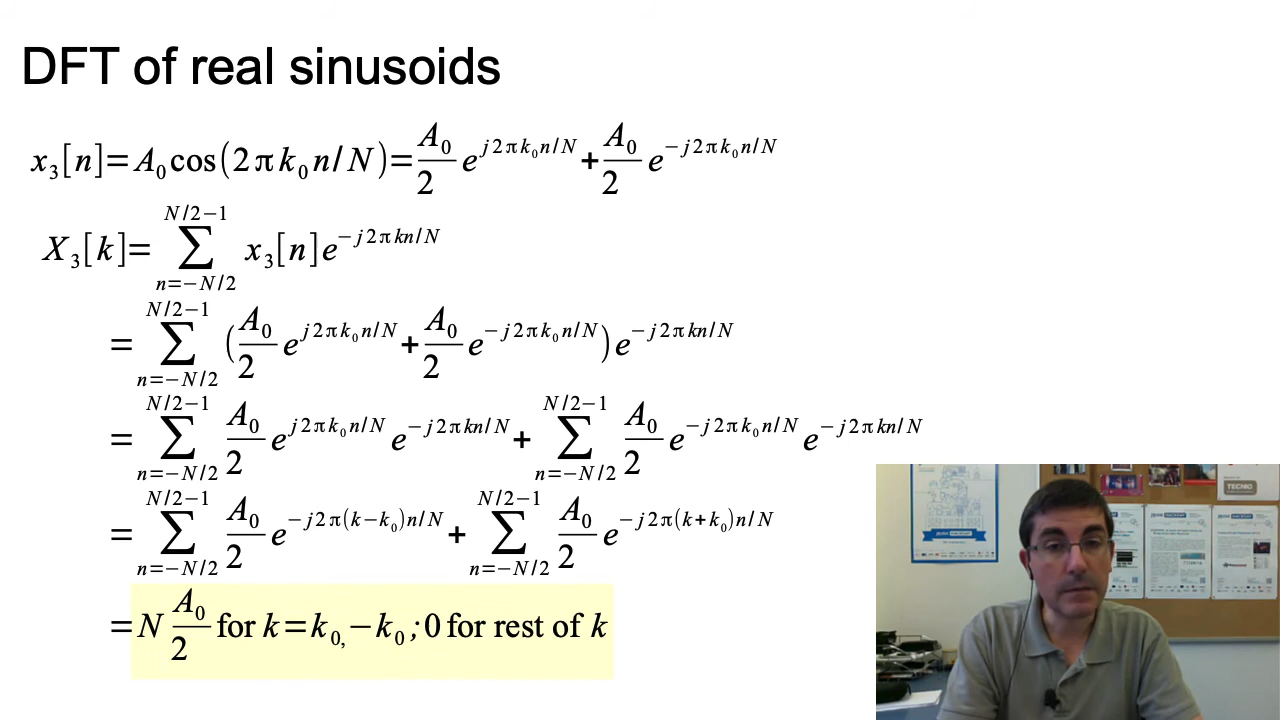 DFT of real sinusoids
x₃[n]=A₀cos(2πk₀n/N)=A₀/2 e^(j2πk₀n/N)+A₀/2 e^(−j2πk₀n/N)
X₃[k]=∑_(n=−N/2)^(N/2−1) x₃[n]e^(−j2πkn/N)
=∑_(n=−N/2)^(N/2−1) (A₀/2 e^(j2πk₀n/N)+A₀/2 e^(−j2πk₀n/N))e^(−j2πkn/N)
=∑_(n=−N/2)^(N/2−1) A₀/2 e^(j2πk₀n/N) e^(−j2πkn/N)+∑_(n=−N/2)^(N/2−1) A₀/2 e^(−j2πk₀n/N) e^(−j2πkn/N)
=∑_(n=−N/2)^(N/2−1) A₀/2 e^(−j2π(k−k₀)n/N)+∑_(n=−N/2)^(N/2−1) A₀/2 e^(−j2π(k+k₀)n/N)
=N A₀/2 for k=k₀,−k₀;0 for rest of k
TECNIO